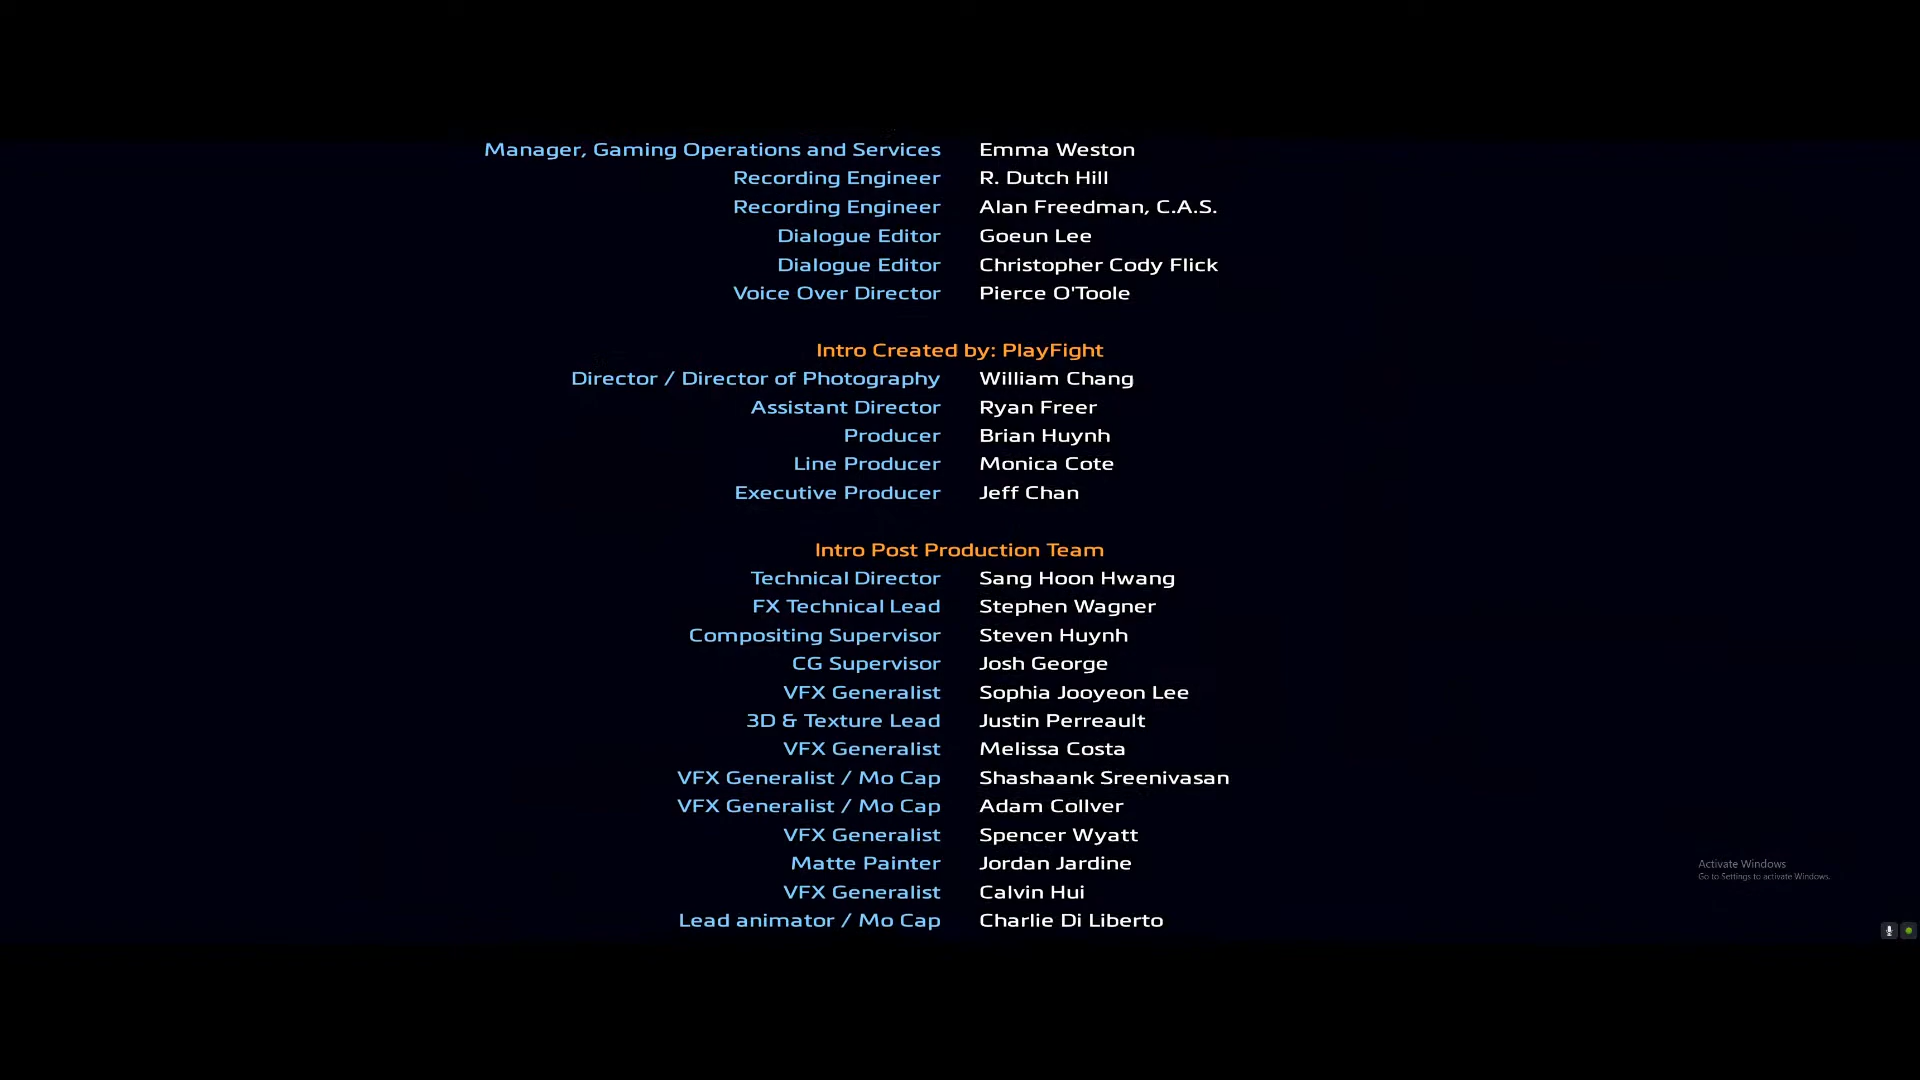 Manager, Gaming Operations and Services Emma Weston
Recording Engineer R. Dutch Hill
Recording Engineer Alan Freedman, C.A.S.
Dialogue Editor Goeun Lee
Dialogue Editor Christopher Cody Flick
Voice Over Director Pierce O'Toole
Intro Created by: PlayFight
Director / Director of Photography William Chang
Assistant Director Ryan Freer
Producer Brian Huynh
Line Producer Monica Cote
Executive Producer Jeff Chan
Intro Post Production Team
Technical Director Sang Hoon Hwang
FX Technical Lead Stephen Wagner
Compositing Supervisor Steven Huynh
CG Supervisor Josh George
VFX Generalist Sophia Jooyeon Lee
3D & Texture Lead Justin Perreault
VFX Generalist Melissa Costa
VFX Generalist / Mo Cap Shashaank Sreenivasan
VFX Generalist / Mo Cap Adam Collver
VFX Generalist Spencer Wyatt
Matte Painter Jordan Jardine
VFX Generalist Calvin Hui
Lead animator / Mo Cap Charlie Di Liberto
Activate Windows
Go to Settings to activate Windows.